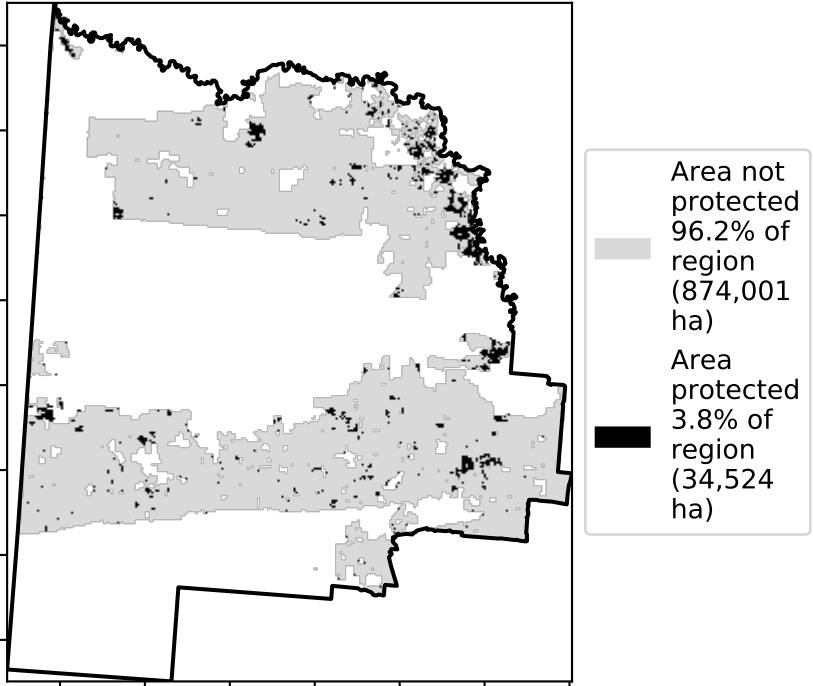 Area not
protected
96.2% of
region
(874,001
ha)
Area
protected
3.8% of
region
(34,524
ha)